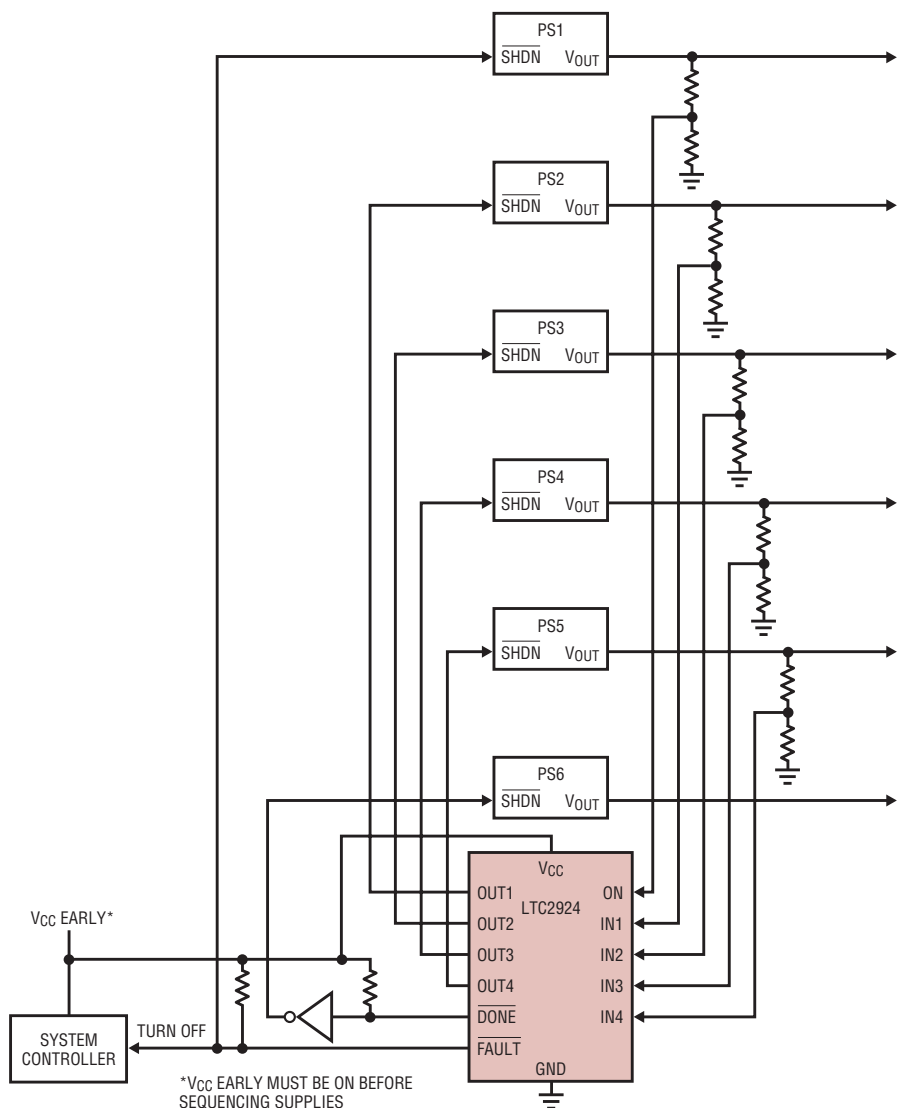 PS1
SHDN VOUT
PS2
SHDN VOUT
PS3
SHDN VOUT
PS4
SHDN VOUT
PS5
SHDN VOUT
PS6
SHDN VOUT
VCC
OUT1 ON
LTC2924
OUT2 IN1
OUT3 IN2
OUT4 IN3
DONE IN4
FAULT
GND
VCC EARLY*
SYSTEM
CONTROLLER
TURN OFF
*VCC EARLY MUST BE ON BEFORE
SEQUENCING SUPPLIES